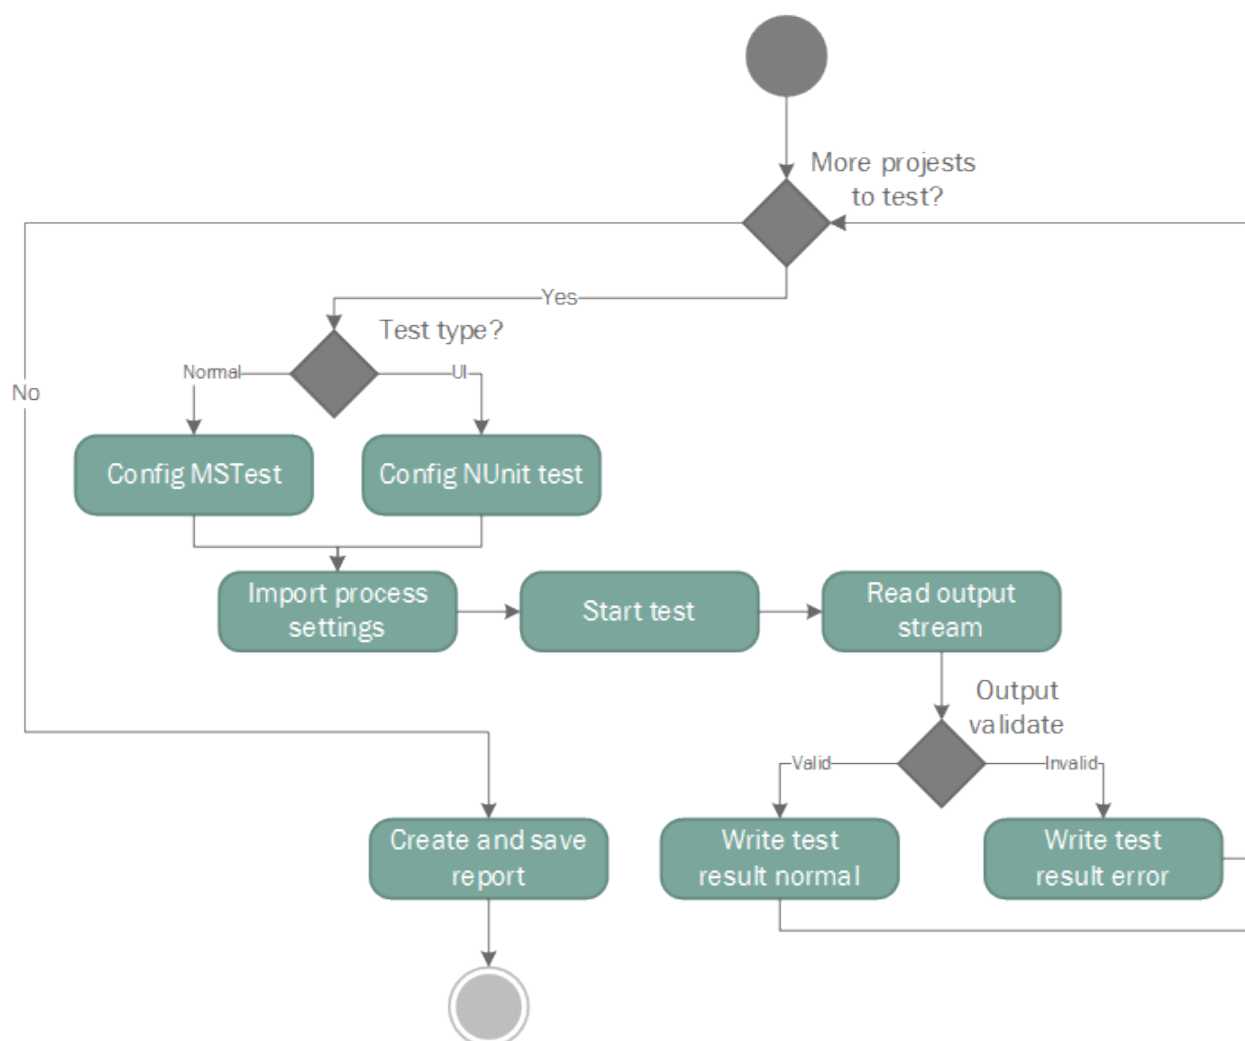 More projests
to test?
Yes
Test type?
Normal
UI
No
Config MSTest
Config NUnit test
Import process
settings
Start test
Read output
stream
Output
validate
Valid
Invalid
Create and save
report
Write test
result normal
Write test
result error